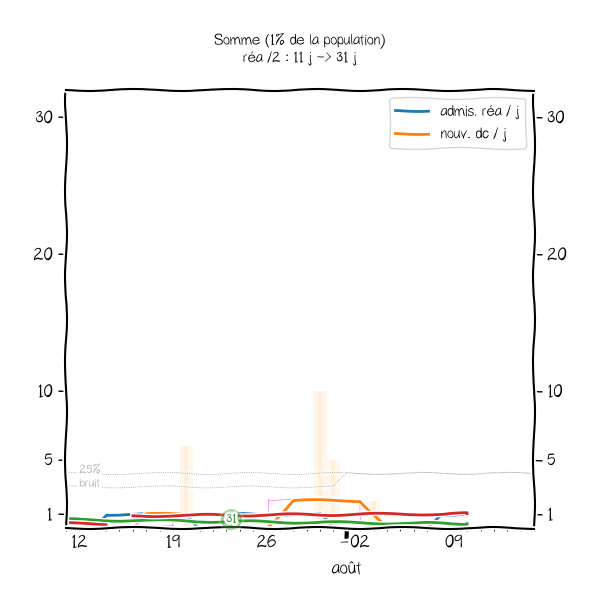 Somme (1% de la population)
réa /2 : 11 j -> 31 j
admis. réa / j
nouv. dc / j
30
30
20
20
10
10
5
5
25%
bruit
1
1
31
12
19
26
02
09
août